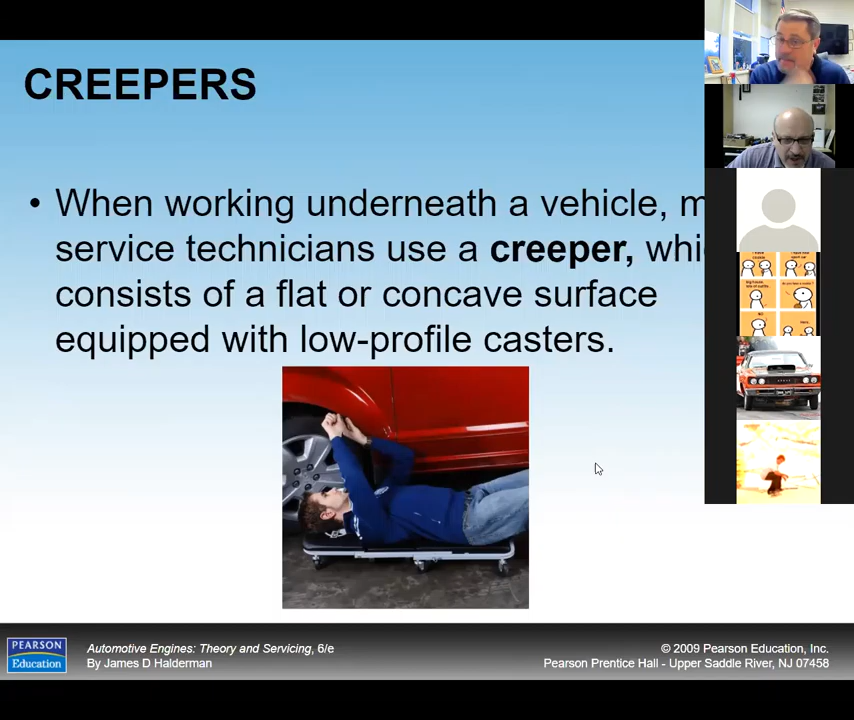 CREEPERS
• When working underneath a vehicle, m
service technicians use a creeper, whi
consists of a flat or concave surface
equipped with low-profile casters.
PEARSON
Education
Automotive Engines: Theory and Servicing, 6/e
By James D Halderman
© 2009 Pearson Education, Inc.
Pearson Prentice Hall - Upper Saddle River, NJ 07458